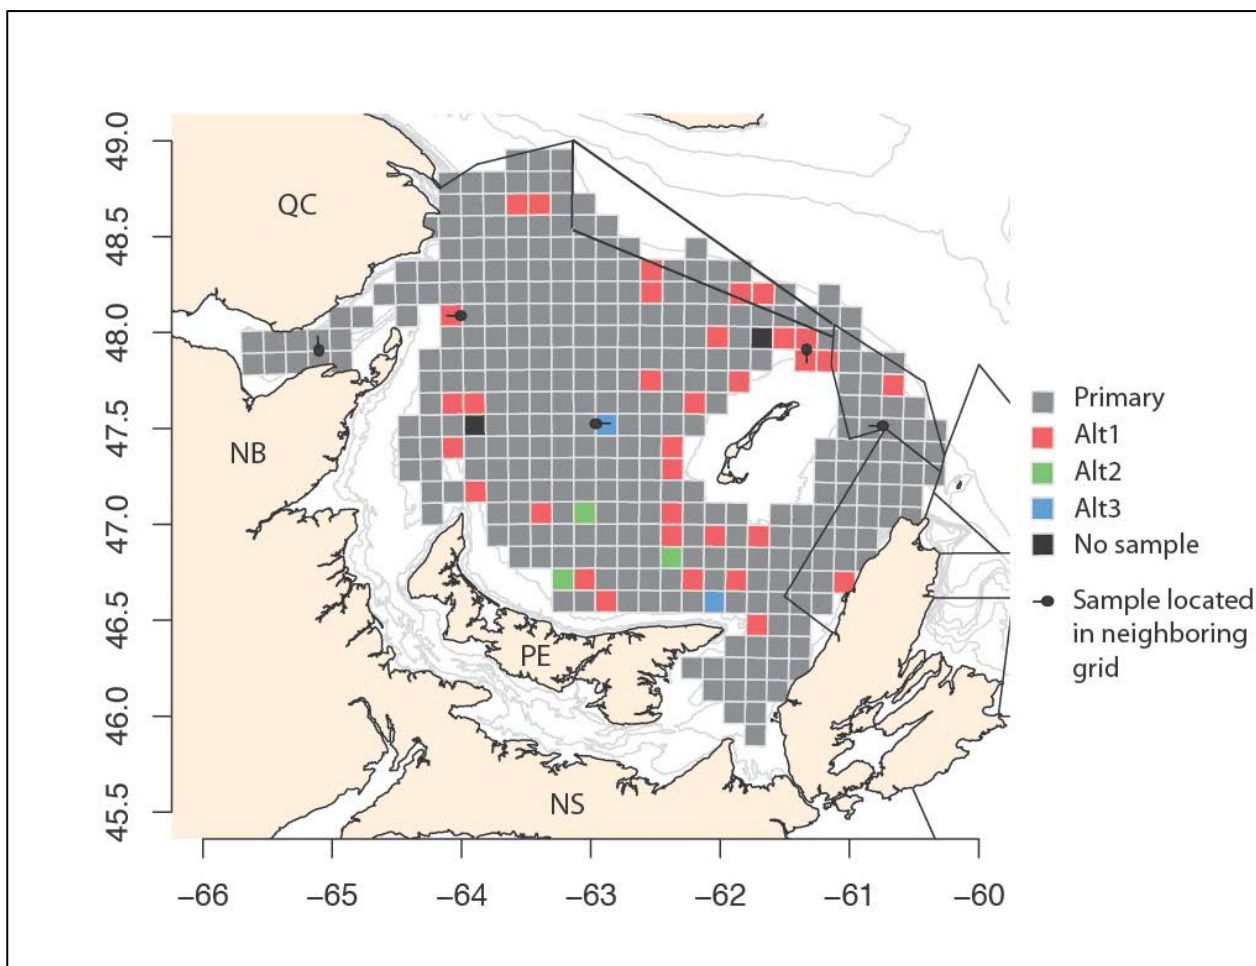 49.0
48.5
48.0
47.5
47.0
46.5
46.0
45.5
QC
NB
PE
NS
−66 −65 −64 −63 −62 −61 −60
Primary
Alt1
Alt2
Alt3
No sample
Sample located
in neighboring
grid